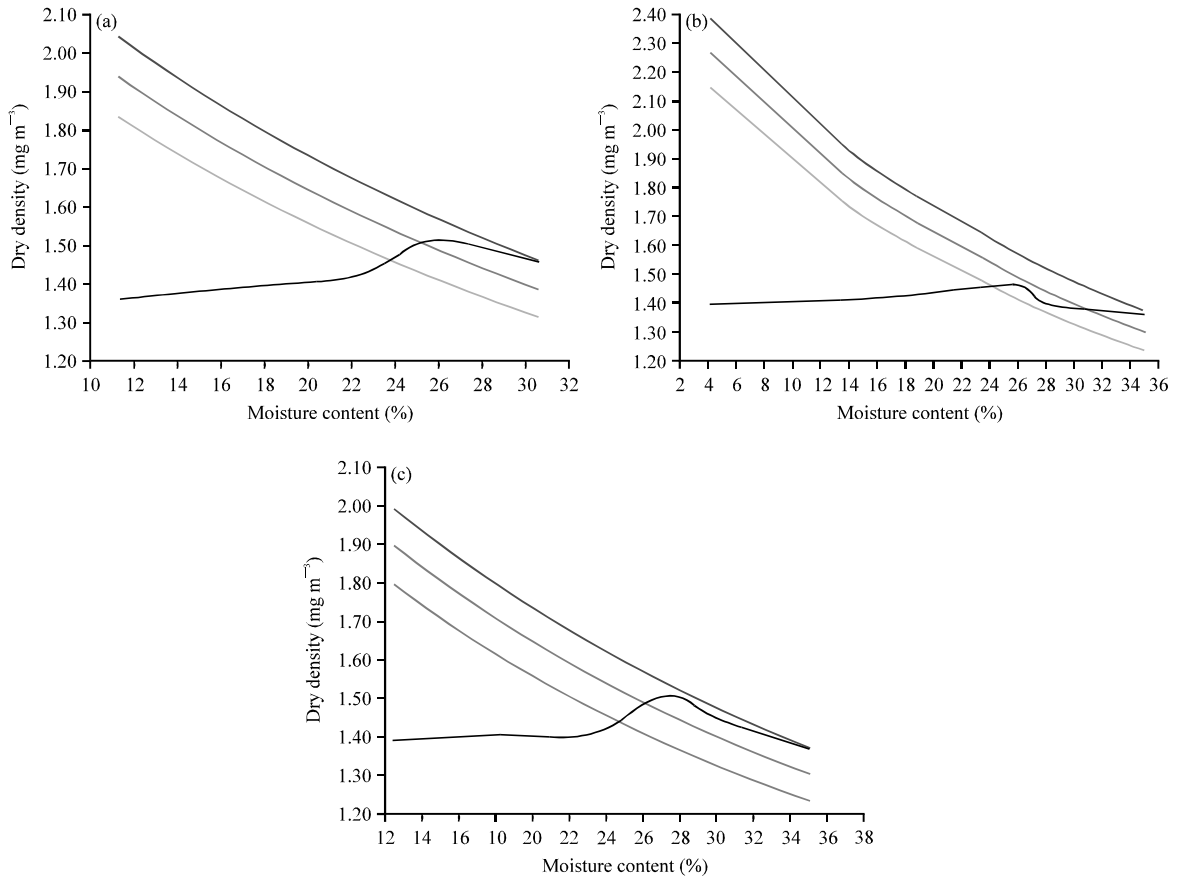 (a)
2.10
2.00
1.90
1.80
1.70
1.60
1.50
1.40
1.30
1.20
Dry density (mg m⁻³)
10 12 14 16 18 20 22 24 26 28 30 32
Moisture content (%)
(b)
2.40
2.30
2.20
2.10
2.00
1.90
1.80
1.70
1.60
1.50
1.40
1.30
1.20
Dry density (mg m⁻³)
2 4 6 8 10 12 14 16 18 20 22 24 26 28 30 32 34 36
Moisture content (%)
(c)
2.10
2.00
1.90
1.80
1.70
1.60
1.50
1.40
1.30
1.20
Dry density (mg m⁻³)
12 14 16 10 20 22 24 26 28 30 32 34 36 38
Moisture content (%)